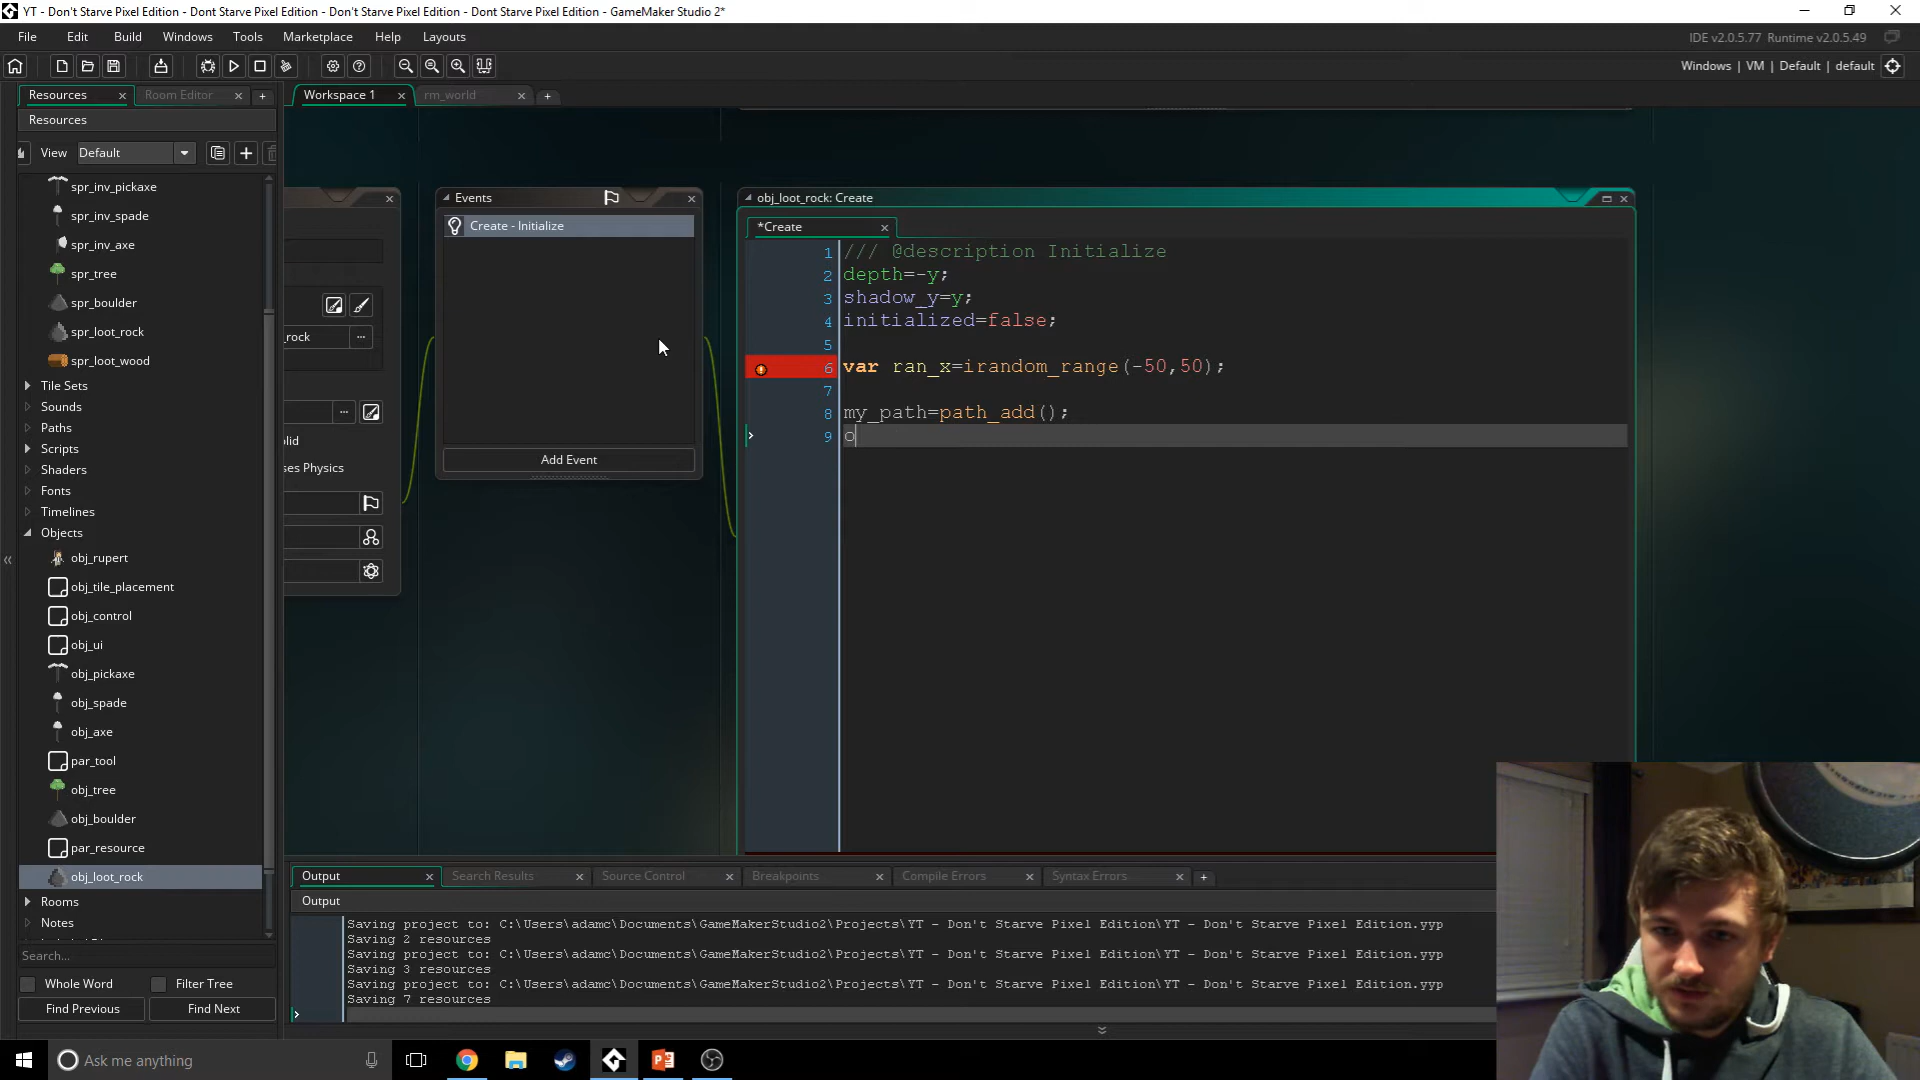 YT - Don't Starve Pixel Edition - Dont Starve Pixel Edition - Don't Starve Pixel Edition - Dont Starve Pixel Edition - GameMaker Studio 2*
File Edit Build Windows Tools Marketplace Help Layouts
IDE v2.0.5.77 Runtime v2.0.5.49
Windows | VM | Default | default
Resources
Room Editor
Workspace 1
rm_world
Resources
View Default
spr_inv_pickaxe
spr_inv_spade
spr_inv_axe
spr_tree
spr_boulder
spr_loot_rock
spr_loot_wood
Tile Sets
Sounds
Paths
Scripts
Shaders
Fonts
Timelines
Objects
obj_rupert
obj_tile_placement
obj_control
obj_ui
obj_pickaxe
obj_spade
obj_axe
par_tool
obj_tree
obj_boulder
par_resource
obj_loot_rock
Rooms
Notes
Search...
Whole Word
Filter Tree
Find Previous
Find Next
_rock
olid
ses Physics
Events
Create - Initialize
Add Event
obj_loot_rock: Create
*Create
1 /// @description Initialize
2 depth=-y;
3 shadow_y=y;
4 initialized=false;
5
6 var ran_x=irandom_range(-50,50);
7
8 my_path=path_add();
9 o
Output
Search Results
Source Control
Breakpoints
Compile Errors
Syntax Errors
Output
Saving project to: C:\Users\adamc\Documents\GameMakerStudio2\Projects\YT - Don't Starve Pixel Edition\YT - Don't Starve Pixel Edition.yyp
Saving 2 resources
Saving project to: C:\Users\adamc\Documents\GameMakerStudio2\Projects\YT - Don't Starve Pixel Edition\YT - Don't Starve Pixel Edition.yyp
Saving 3 resources
Saving project to: C:\Users\adamc\Documents\GameMakerStudio2\Projects\YT - Don't Starve Pixel Edition\YT - Don't Starve Pixel Edition.yyp
Saving 7 resources
Ask me anything